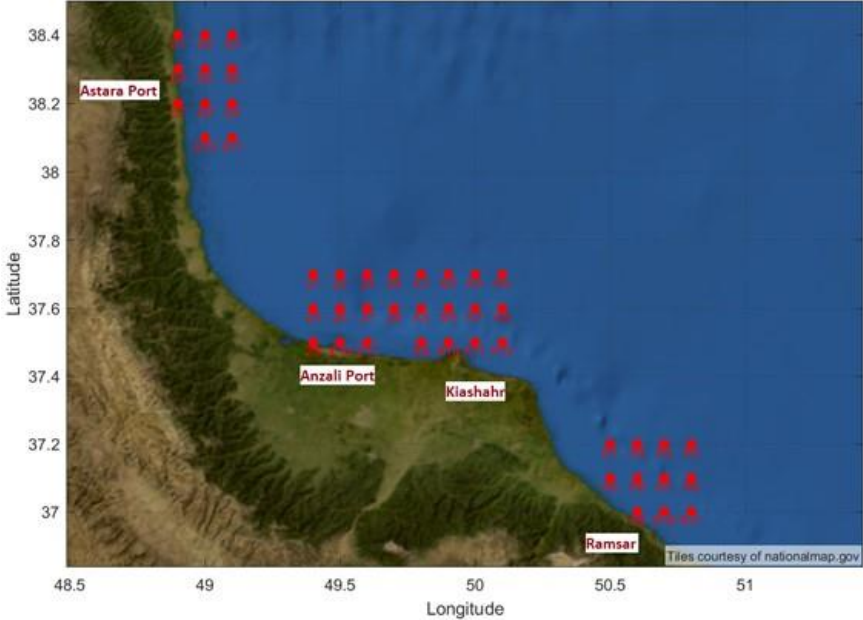 38.4
Astara Port
38.2
38
37.8
Latitude
37.6
Anzali Port
37.4
Kiashahr
37.2
37
Ramsar
Tiles courtesy of nationalmap.gov
48.5 49 49.5 50 50.5 51
Longitude